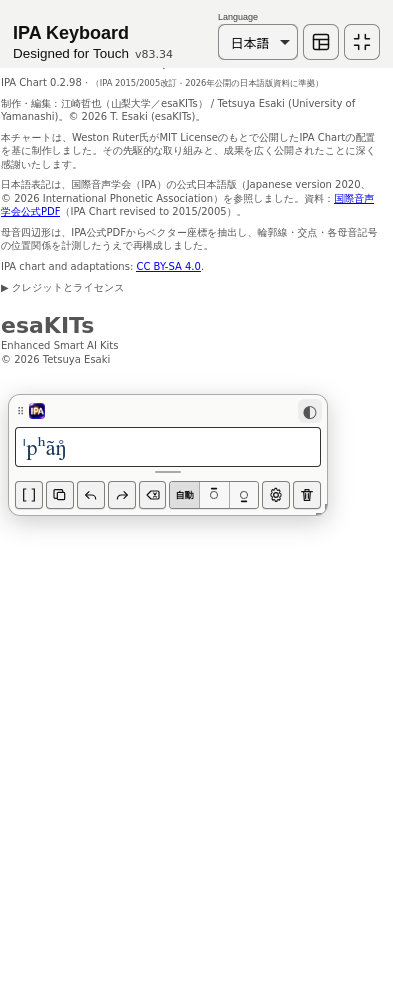 Language
IPA Keyboard
Designed for Touch v83.34
日本語
IPA Chart 0.2.98 · （IPA 2015/2005改訂・2026年公開の日本語版資料に準拠）
制作・編集：江崎哲也（山梨大学／esaKITs） / Tetsuya Esaki (University of
Yamanashi)。© 2026 T. Esaki (esaKITs)。
本チャートは、Weston Ruter氏がMIT Licenseのもとで公開したIPA Chartの配置
を基に制作しました。その先駆的な取り組みと、成果を広く公開されたことに深く
感謝いたします。
日本語表記は、国際音声学会（IPA）の公式日本語版（Japanese version 2020、
© 2026 International Phonetic Association）を参照しました。資料：国際音声
学会公式PDF（IPA Chart revised to 2015/2005）。
母音四辺形は、IPA公式PDFからベクター座標を抽出し、輪郭線・交点・各母音記号
の位置関係を計測したうえで再構成しました。
IPA chart and adaptations: CC BY-SA 4.0.
▶ クレジットとライセンス
esaKITs
Enhanced Smart AI Kits
© 2026 Tetsuya Esaki
IPA
ˈpʰãŋ̊
[ ] 自動